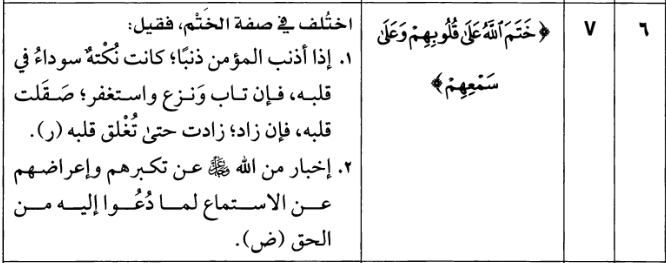 ٦
٧
﴿خَتَمَ ٱللَّهُ عَلَىٰ قُلُوبِهِمْ وَعَلَىٰ
سَمْعِهِمْ﴾
اختُلف في صفة الخَتْم، فقيل:
١. إذا أذنب المؤمن ذنبًا؛ كانت نُكْتةٌ سوداءُ في
قلبه، فإن تاب وَنزع واستغفر؛ صَقَلت
قلبه، فإن زاد؛ زادت حتىٰ تُغْلق قلبه (ر).
٢. إخبار من الله ﷻ عن تكبرهم وإعراضهم
عن الاستماع لما دُعُوا إليه من
الحق (ض).